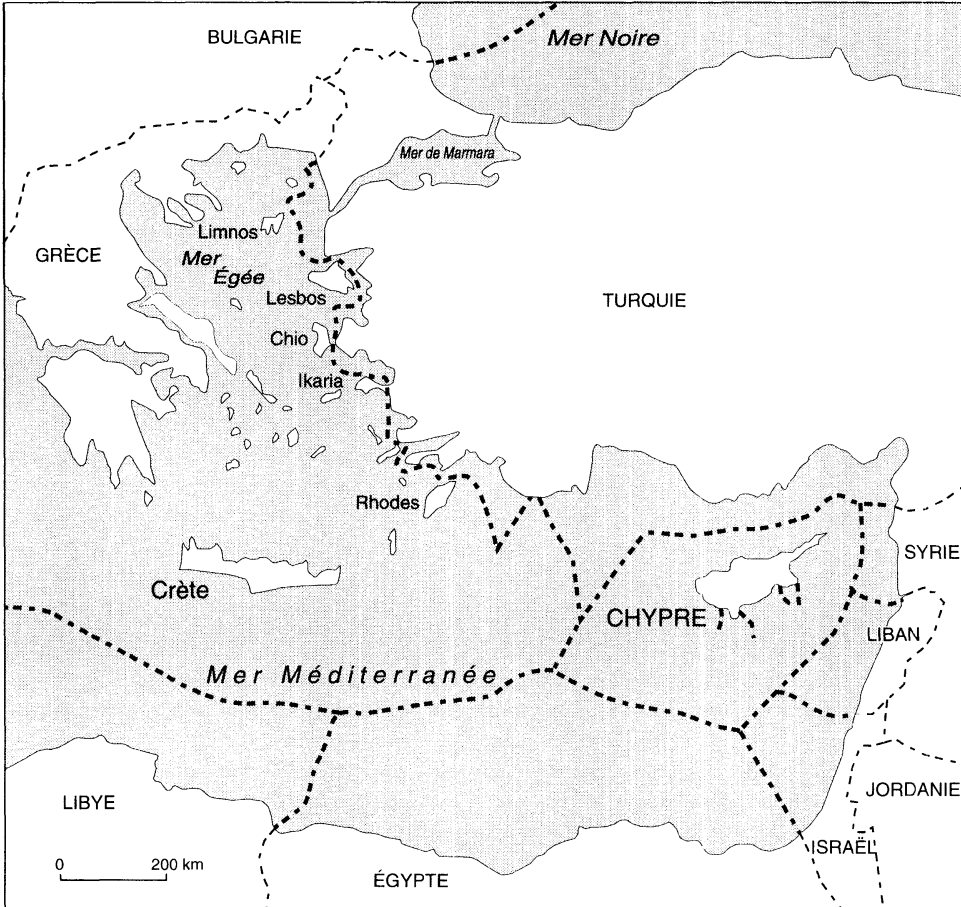 BULGARIE
Mer Noire
Mer de Marmara
Limnos
GRÈCE
Mer
Égée
Lesbos
TURQUIE
Chio
Ikaria
Rhodes
SYRIE
Crète
CHYPRE
LIBAN
Mer Méditerranée
LIBYE
JORDANIE
ISRAËL
0 200 km
ÉGYPTE